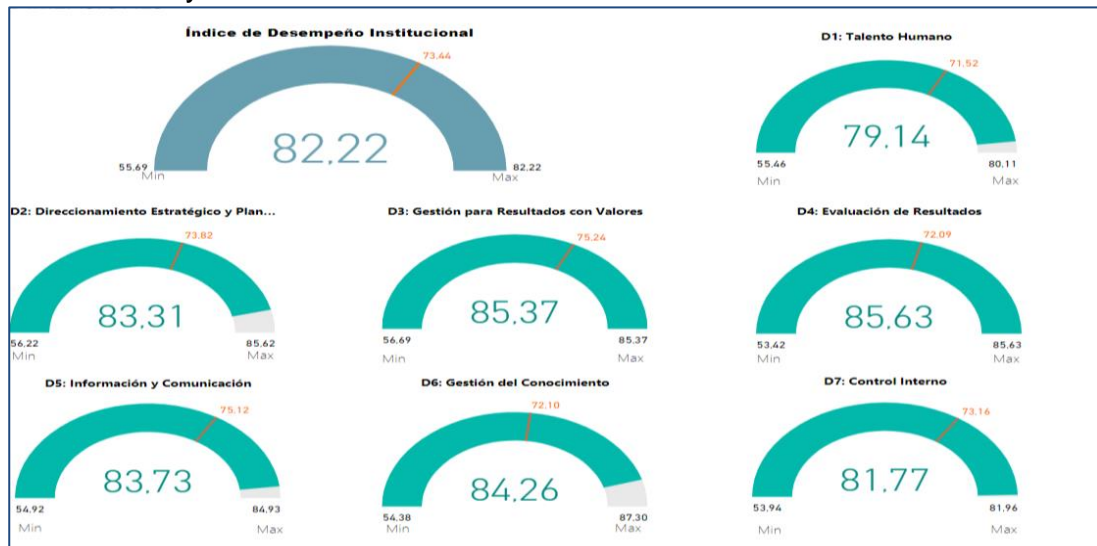 Índice de Desempeño Institucional
73.44
82,22
55.69
Min
82.22
Max
D1: Talento Humano
71.52
79,14
55.46
Min
80.11
Max
D2: Direccionamiento Estratégico y Plan...
73.82
83,31
56.22
Min
85.62
Max
D3: Gestión para Resultados con Valores
75.24
85,37
56.69
Min
85.37
Max
D4: Evaluación de Resultados
72.09
85,63
53.42
Min
85.63
Max
D5: Información y Comunicación
75.12
83,73
54.92
Min
84.93
Max
D6: Gestión del Conocimiento
72.10
84,26
54.38
Min
87.30
Max
D7: Control Interno
73.16
81,77
53.94
Min
81.96
Max